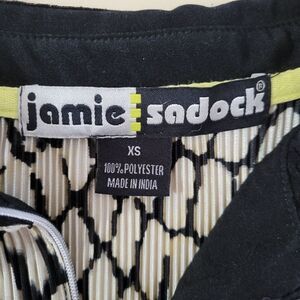 jamie sadock®
XS
100% POLYESTER
MADE IN INDIA